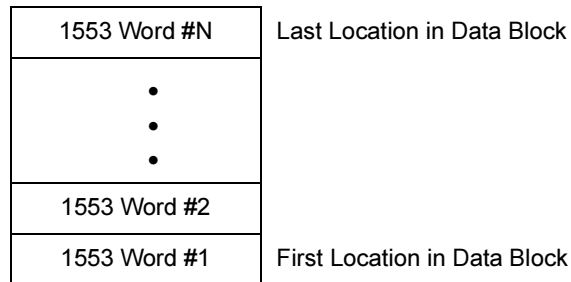 1553 Word #N Last Location in Data Block
•
•
•
1553 Word #2
1553 Word #1 First Location in Data Block